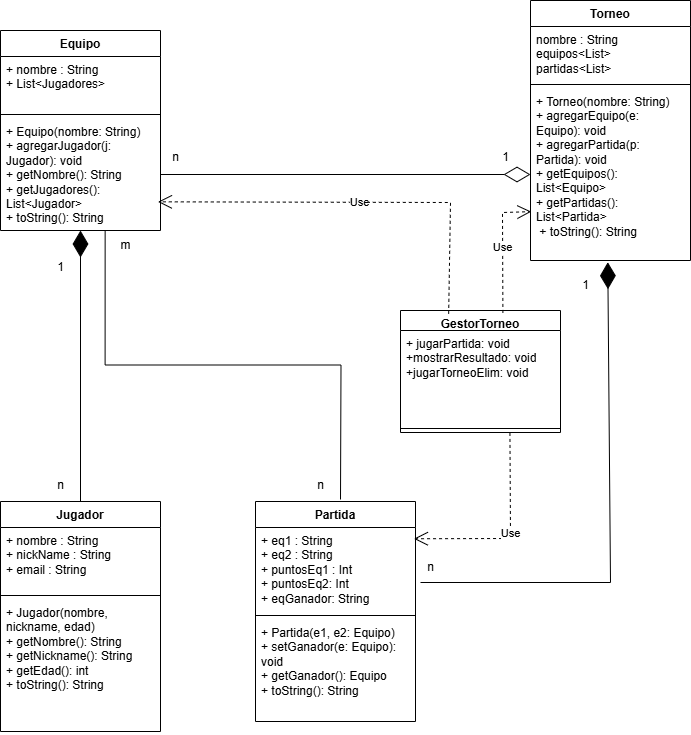 Torneo
nombre : String
equipos<List>
partidas<List>
+ Torneo(nombre: String)
+ agregarEquipo(e:
Equipo): void
+ agregarPartida(p:
Partida): void
+ getEquipos():
List<Equipo>
+ getPartidas():
List<Partida>
+ toString(): String
Equipo
+ nombre : String
+ List<Jugadores>
+ Equipo(nombre: String)
+ agregarJugador(j:
Jugador): void
+ getNombre(): String
+ getJugadores():
List<Jugador>
+ toString(): String
n
1
Use
Use
m
1
1
GestorTorneo
+ jugarPartida: void
+mostrarResultado: void
+jugarTorneoElim: void
n
n
Use
n
Jugador
+ nombre : String
+ nickName : String
+ email : String
+ Jugador(nombre,
nickname, edad)
+ getNombre(): String
+ getNickname(): String
+ getEdad(): int
+ toString(): String
Partida
+ eq1 : String
+ eq2 : String
+ puntosEq1 : Int
+ puntosEq2: Int
+ eqGanador: String
+ Partida(e1, e2: Equipo)
+ setGanador(e: Equipo):
void
+ getGanador(): Equipo
+ toString(): String